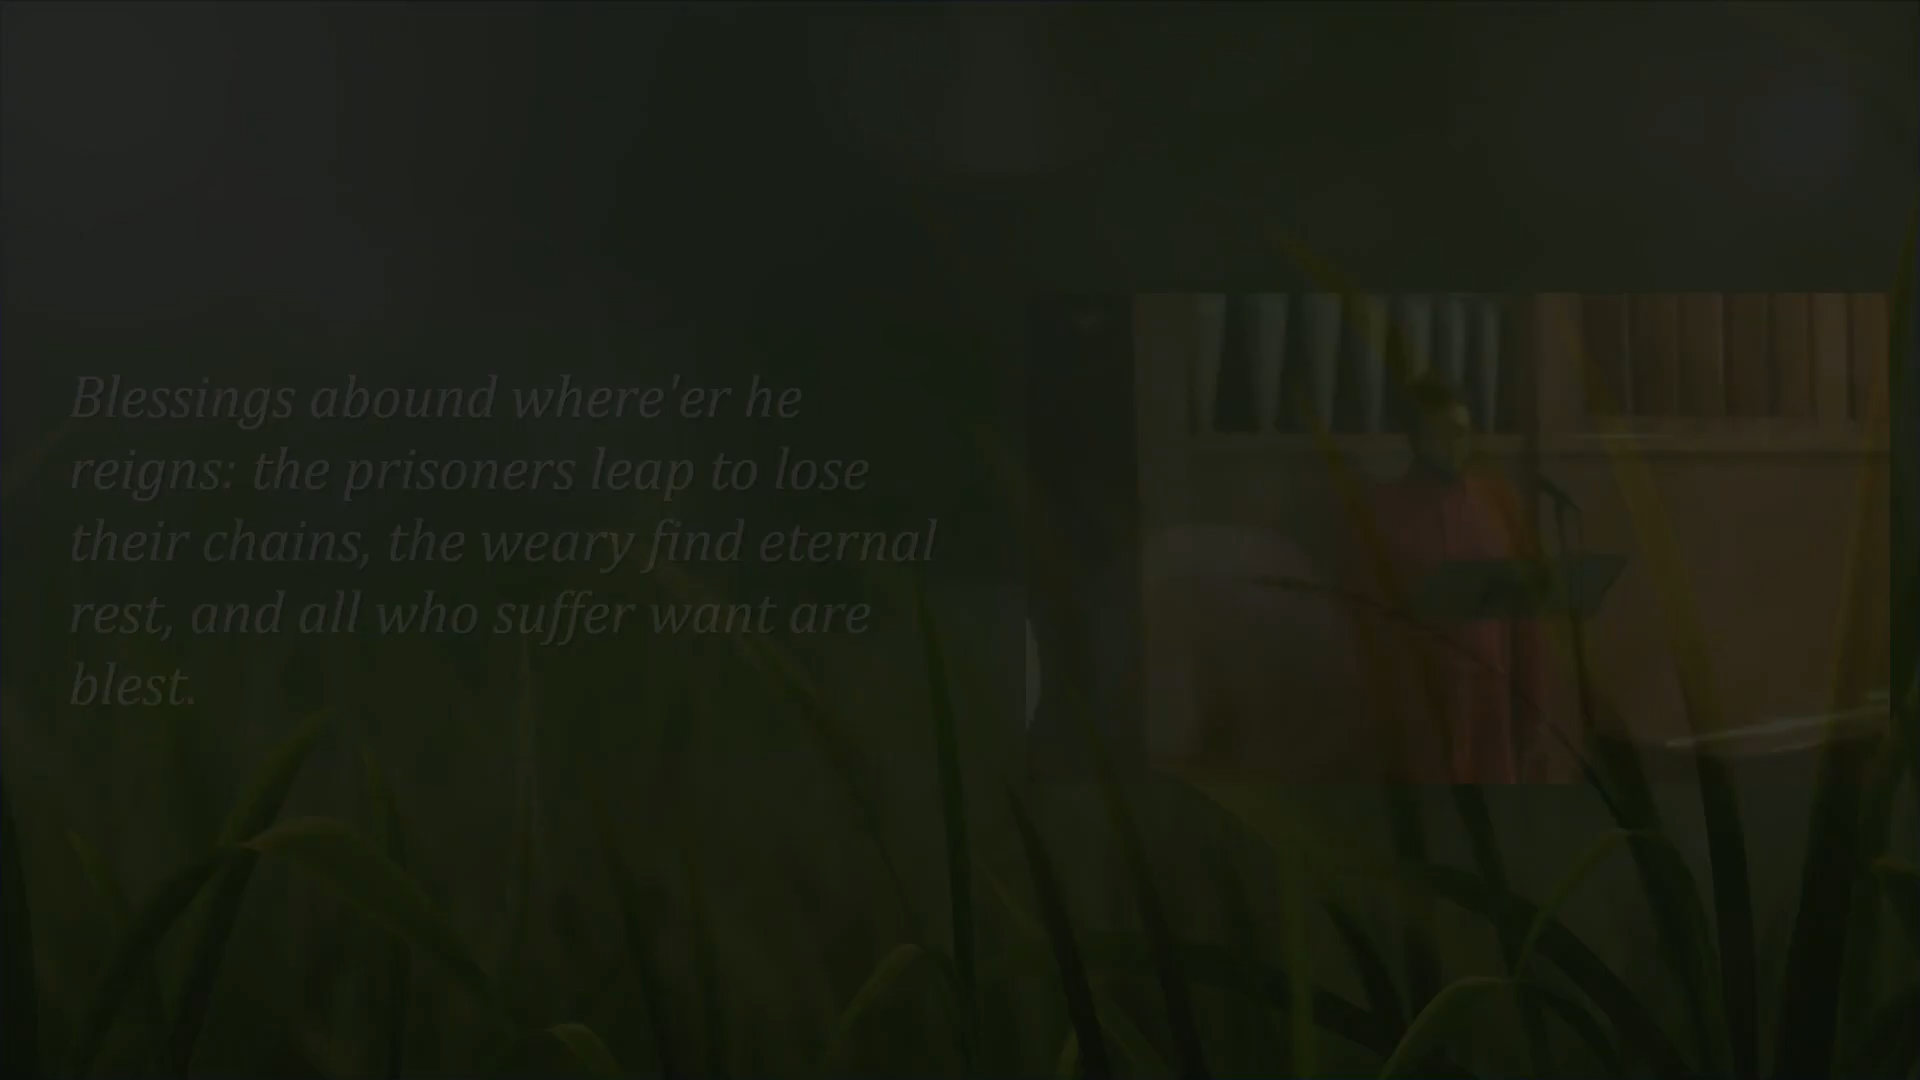 Blessings abound where'er he
reigns: the prisoners leap to lose
their chains, the weary find eternal
rest, and all who suffer want are
blest.